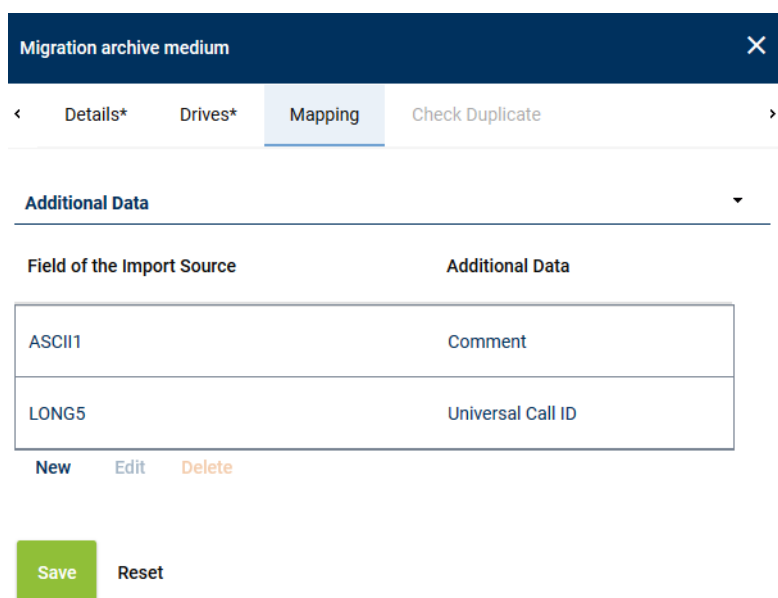 Migration archive medium
Details* Drives* Mapping Check Duplicate
Additional Data
Field of the Import Source Additional Data
ASCII1 Comment
LONG5 Universal Call ID
New Edit Delete
Save Reset